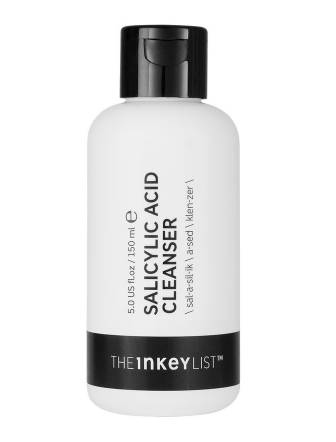 5.0 US fl.oz / 150 ml ℮
SALICYLIC ACID
CLEANSER
\ sal·a·sil·ik \ a·sed \ klen·zer \
THE INKEY LIST™